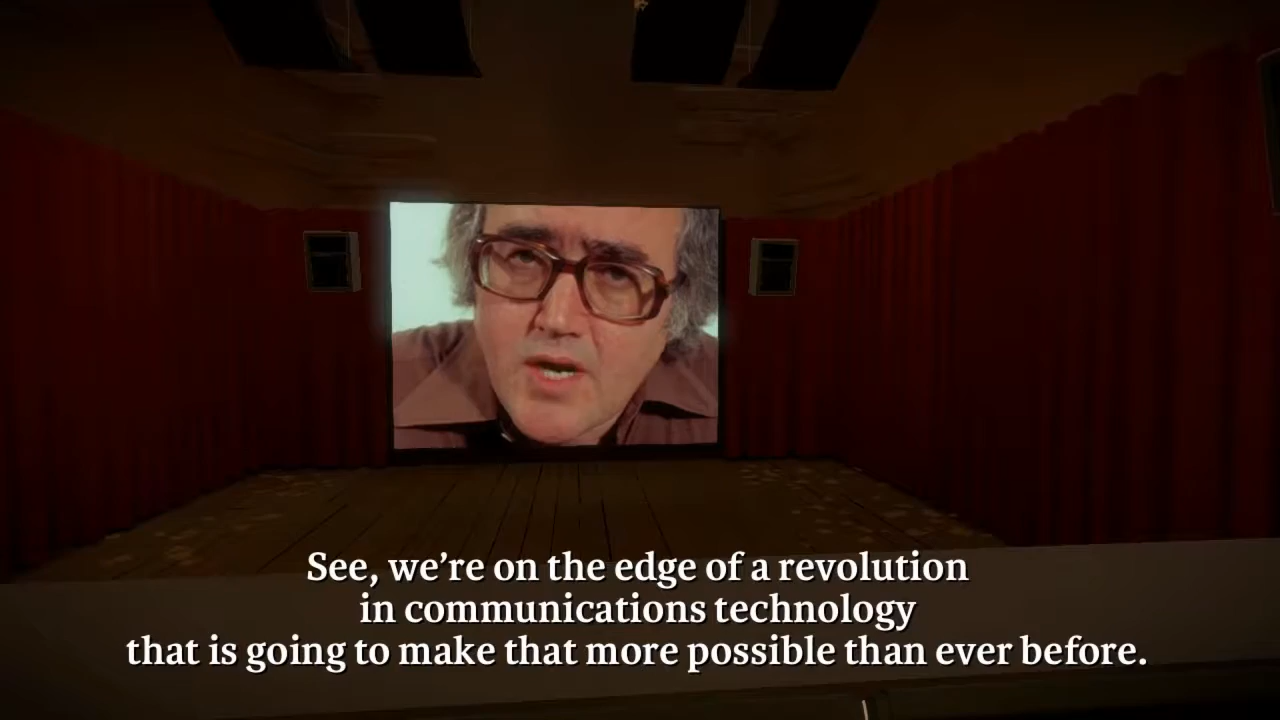 See, we’re on the edge of a revolution
in communications technology
that is going to make that more possible than ever before.